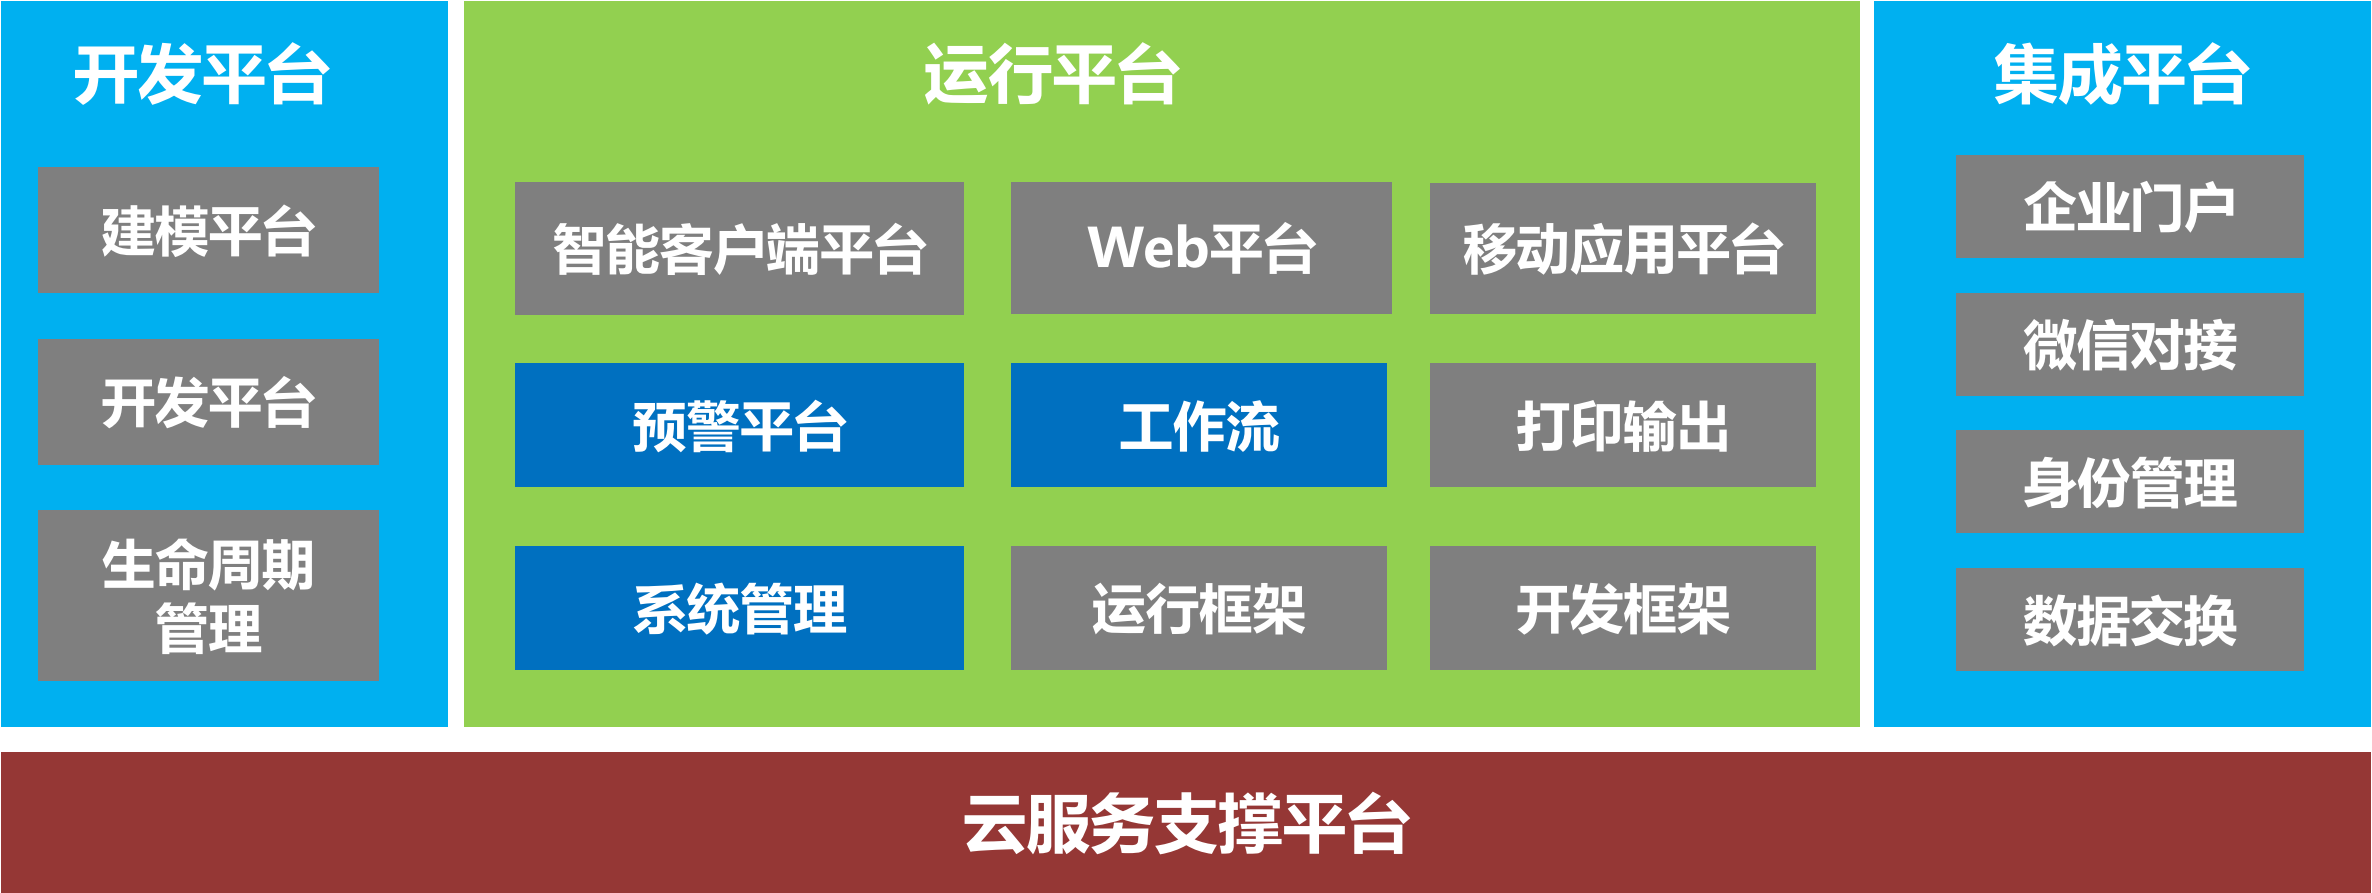 开发平台
建模平台
开发平台
生命周期
管理
运行平台
智能客户端平台
Web平台
移动应用平台
预警平台
工作流
打印输出
系统管理
运行框架
开发框架
集成平台
企业门户
微信对接
身份管理
数据交换
云服务支撑平台